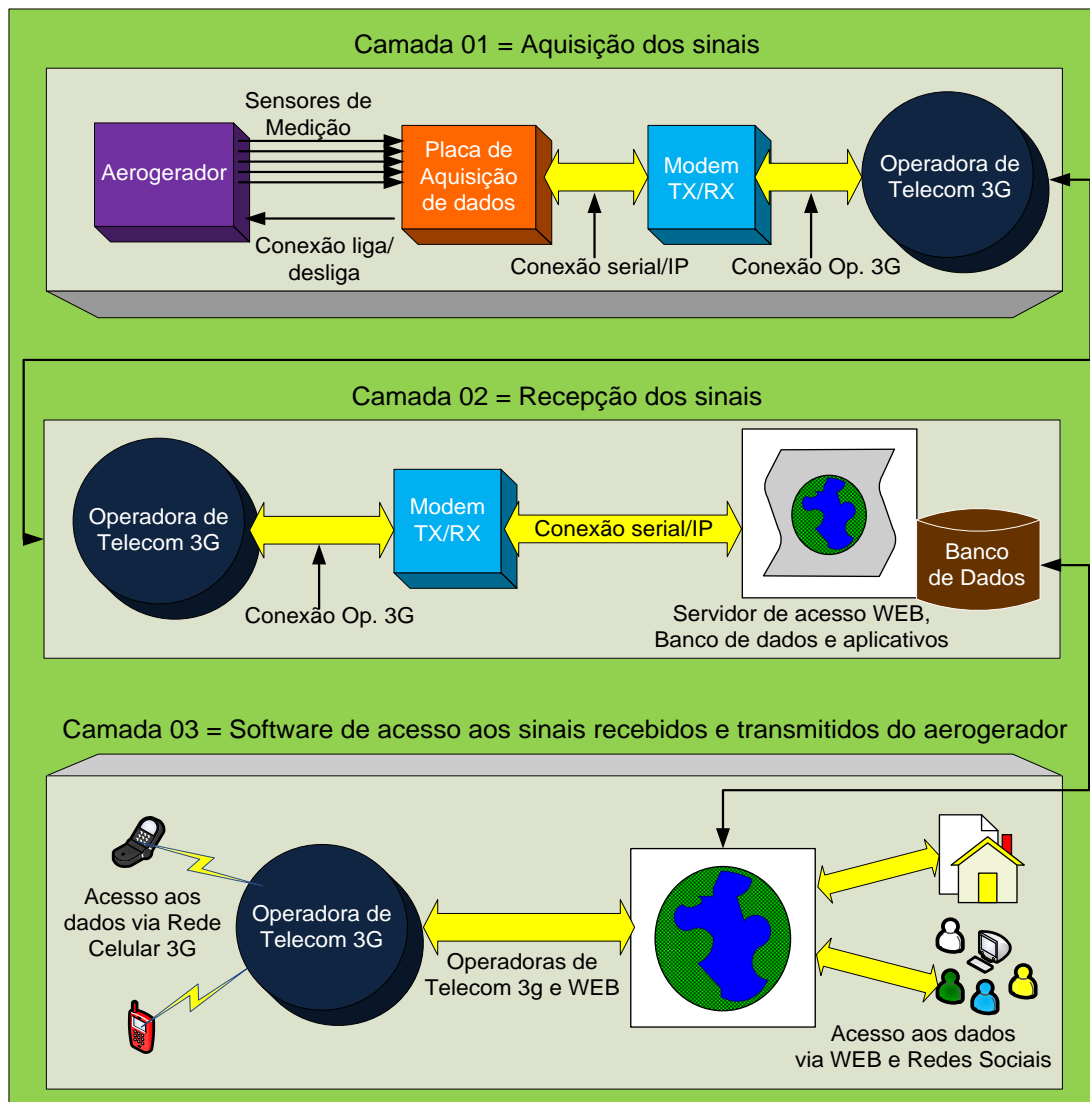 Camada 01 = Aquisição dos sinais
Sensores de
Medição
Aerogerador
Placa de
Aquisição
de dados
Modem
TX/RX
Operadora de
Telecom 3G
Conexão liga/
desliga
Conexão serial/IP
Conexão Op. 3G
Camada 02 = Recepção dos sinais
Operadora de
Telecom 3G
Modem
TX/RX
Conexão serial/IP
Banco
de Dados
Conexão Op. 3G
Servidor de acesso WEB,
Banco de dados e aplicativos
Camada 03 = Software de acesso aos sinais recebidos e transmitidos do aerogerador
Acesso aos
dados via Rede
Celular 3G
Operadora de
Telecom 3G
Operadoras de
Telecom 3g e WEB
Acesso aos dados
via WEB e Redes Sociais